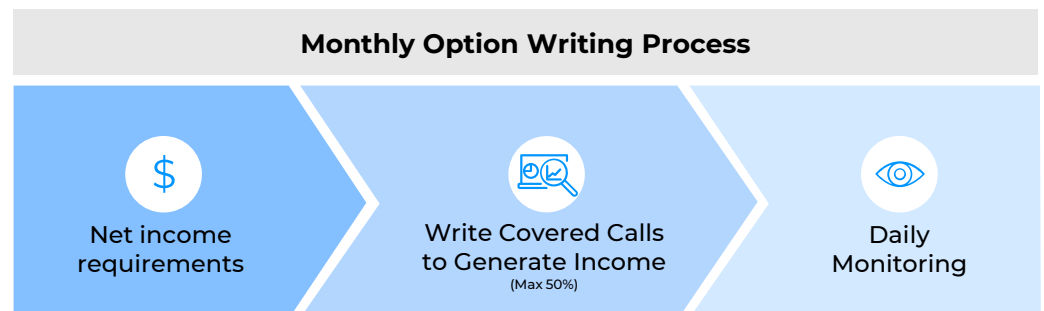 Monthly Option Writing Process
$
Net income
requirements
Write Covered Calls
to Generate Income
(Max 50%)
Daily
Monitoring